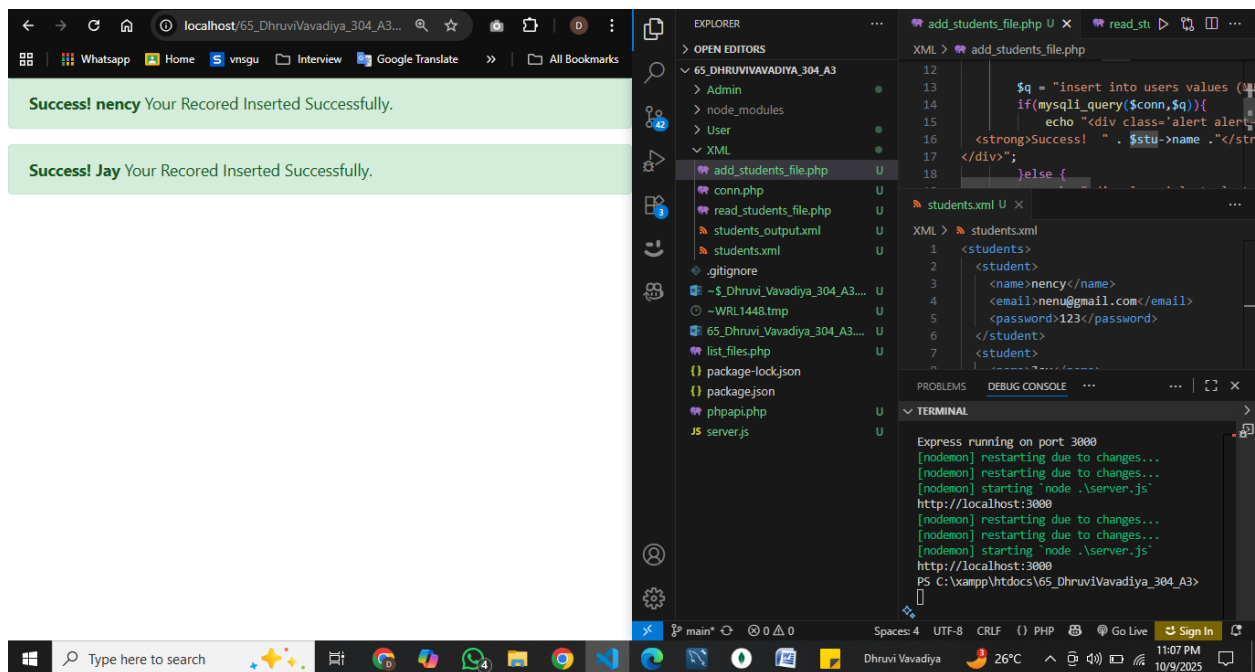 localhost/65_DhruviVavadiya_304_A3...
D
Whatsapp
Home
vnsgu
Interview
Google Translate
»
All Bookmarks
Success! nency Your Recored Inserted Successfully.
Success! Jay Your Recored Inserted Successfully.
EXPLORER
OPEN EDITORS
65_DHRUVIVAVADIYA_304_A3
Admin
node_modules
User
XML
add_students_file.php U
conn.php U
read_students_file.php U
students_output.xml U
students.xml U
.gitignore
~$_Dhruvi_Vavadiya_304_A3.... U
~WRL1448.tmp U
65_Dhruvi_Vavadiya_304_A3.... U
list_files.php U
package-lock.json
package.json
phpapi.php U
JS server.js U
42
3
add_students_file.php U
read_stu
XML > add_students_file.php
12
13 $q = "insert into users values (
14 if(mysqli_query($conn,$q)){
15 echo "<div class='alert alert-
16 <strong>Success! " . $stu->name ."</str
17 </div>";
18 }else {
students.xml U
XML > students.xml
1 <students>
2 <student>
3 <name>nency</name>
4 <email>nenu@gmail.com</email>
5 <password>123</password>
6 </student>
7 <student>
PROBLEMS DEBUG CONSOLE ...
TERMINAL
Express running on port 3000
[nodemon] restarting due to changes...
[nodemon] restarting due to changes...
[nodemon] starting `node .\server.js`
http://localhost:3000
[nodemon] restarting due to changes...
[nodemon] restarting due to changes...
[nodemon] starting `node .\server.js`
http://localhost:3000
PS C:\xampp\htdocs\65_DhruviVavadiya_304_A3>
main* 0 0 Spaces: 4 UTF-8 CRLF {} PHP Go Live Sign In
Type here to search
4
Dhruvi Vavadiya
3
26°C
11:07 PM
10/9/2025